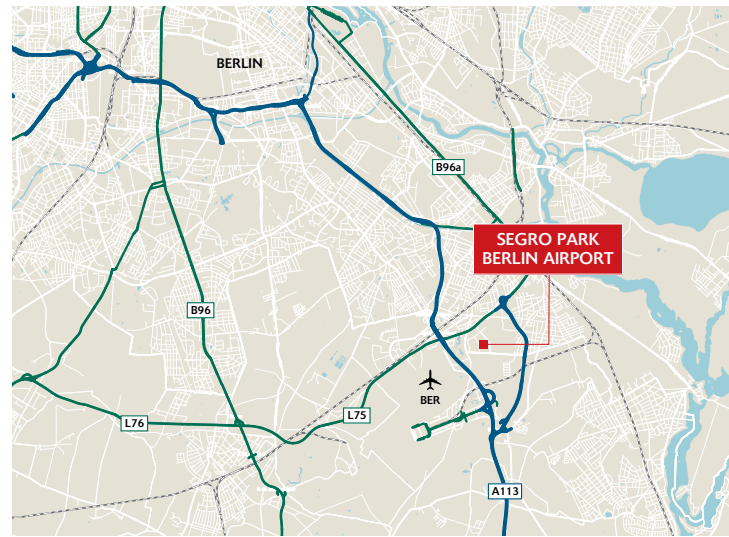 BERLIN
B96a
SEGRO PARK
BERLIN AIRPORT
B96
BER
L75
L76
A113